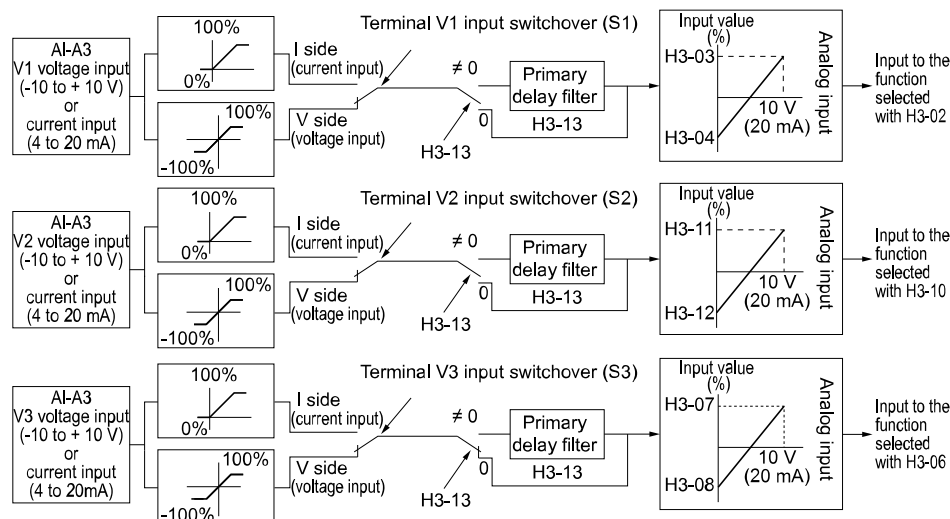 AI-A3
V1 voltage input
(-10 to + 10 V)
or
current input
(4 to 20 mA)
100%
0%
100%
-100%
I side
(current input)
V side
(voltage input)
Terminal V1 input switchover (S1)
≠ 0
0
H3-13
Primary
delay filter
H3-13
Input value
(%)
H3-03
H3-04
10 V
(20 mA)
Analog input
Input to the
function
selected
with H3-02
AI-A3
V2 voltage input
(-10 to + 10 V)
or
current input
(4 to 20 mA)
100%
0%
100%
-100%
I side
(current input)
V side
(voltage input)
Terminal V2 input switchover (S2)
≠ 0
0
H3-13
Primary
delay filter
H3-13
Input value
(%)
H3-11
H3-12
10 V
(20 mA)
Analog input
Input to the
function
selected
with H3-10
AI-A3
V3 voltage input
(-10 to + 10 V)
or
current input
(4 to 20mA)
100%
0%
100%
-100%
I side
(current input)
V side
(voltage input)
Terminal V3 input switchover (S3)
≠ 0
0
H3-13
Primary
delay filter
H3-13
Input value
(%)
H3-07
H3-08
10 V
(20 mA)
Analog input
Input to the
function
selected
with H3-06